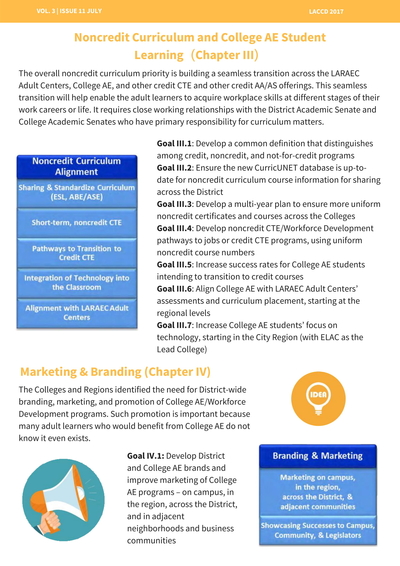 VOL. 3 | ISSUE 11 JULY
LACCD 2017
Noncredit Curriculum and College AE Student
Learning (Chapter III)
The overall noncredit curriculum priority is building a seamless transition across the LARAEC
Adult Centers, College AE, and other credit CTE and other credit AA/AS offerings. This seamless
transition will help enable the adult learners to acquire workplace skills at different stages of their
work careers or life. It requires close working relationships with the District Academic Senate and
College Academic Senates who have primary responsibility for curriculum matters.
Noncredit Curriculum
Alignment
Sharing & Standardize Curriculum
(ESL, ABE/ASE)
Short-term, noncredit CTE
Pathways to Transition to
Credit CTE
Integration of Technology into
the Classroom
Alignment with LARAEC Adult
Centers
Goal III.1: Develop a common definition that distinguishes
among credit, noncredit, and not-for-credit programs
Goal III.2: Ensure the new CurricUNET database is up-to-
date for noncredit curriculum course information for sharing
across the District
Goal III.3: Develop a multi-year plan to ensure more uniform
noncredit certificates and courses across the Colleges
Goal III.4: Develop noncredit CTE/Workforce Development
pathways to jobs or credit CTE programs, using uniform
noncredit course numbers
Goal III.5: Increase success rates for College AE students
intending to transition to credit courses
Goal III.6: Align College AE with LARAEC Adult Centers'
assessments and curriculum placement, starting at the
regional levels
Goal III.7: Increase College AE students' focus on
technology, starting in the City Region (with ELAC as the
Lead College)
Marketing & Branding (Chapter IV)
The Colleges and Regions identified the need for District-wide
branding, marketing, and promotion of College AE/Workforce
Development programs. Such promotion is important because
many adult learners who would benefit from College AE do not
know it even exists.
IDEA
Goal IV.1: Develop District
and College AE brands and
improve marketing of College
AE programs – on campus, in
the region, across the District,
and in adjacent
neighborhoods and business
communities
Branding & Marketing
Marketing on campus,
in the region,
across the District, &
adjacent communities
Showcasing Successes to Campus,
Community, & Legislators